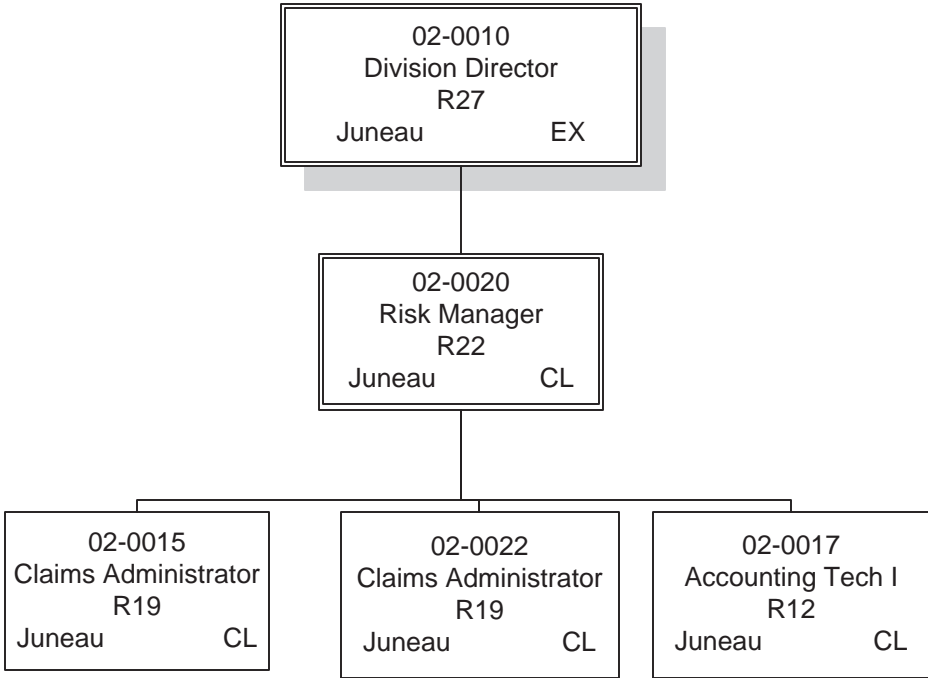 02-0010
Division Director
R27
Juneau EX
02-0020
Risk Manager
R22
Juneau CL
02-0015
Claims Administrator
R19
Juneau CL
02-0022
Claims Administrator
R19
Juneau CL
02-0017
Accounting Tech I
R12
Juneau CL